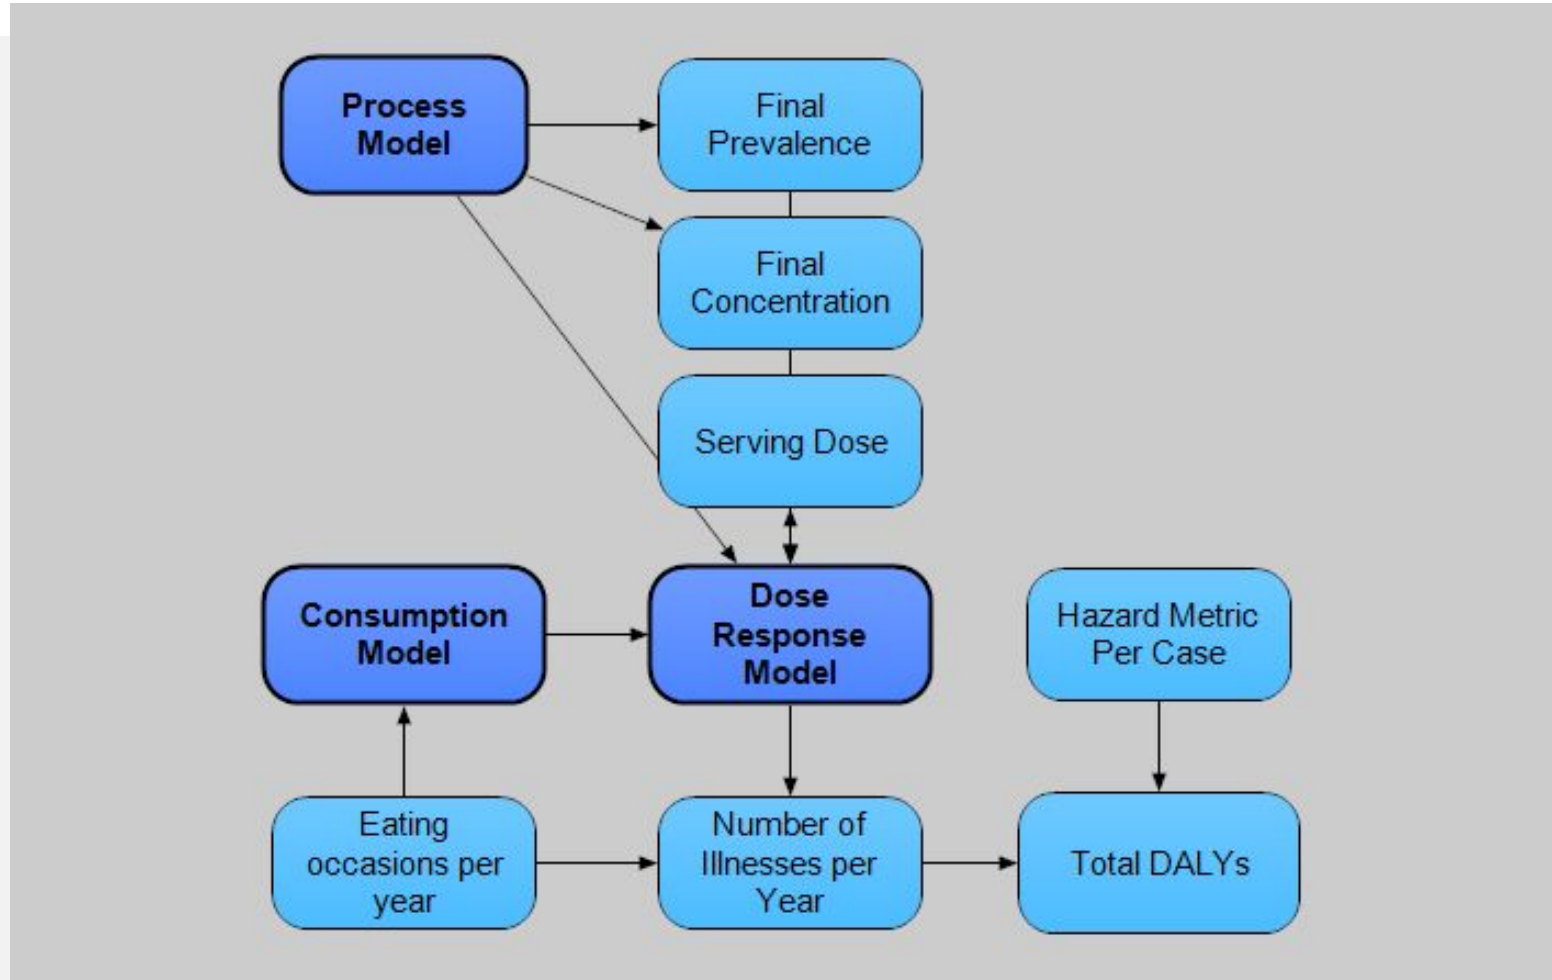 Process
Model
Final
Prevalence
Final
Concentration
Serving Dose
Consumption
Model
Dose
Response
Model
Hazard Metric
Per Case
Eating
occasions per
year
Number of
Illnesses per
Year
Total DALYs